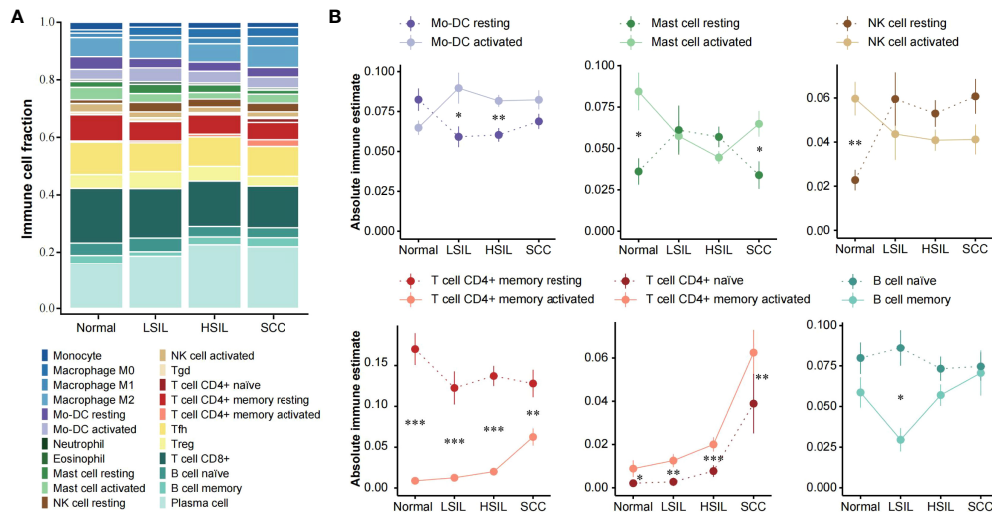 A
Immune cell fraction
1.0
0.8
0.6
0.4
0.2
0.0
Normal LSIL HSIL SCC
Monocyte
Macrophage M0
Macrophage M1
Macrophage M2
Mo-DC resting
Mo-DC activated
Neutrophil
Eosinophil
Mast cell resting
Mast cell activated
NK cell resting
NK cell activated
Tgd
T cell CD4+ naïve
T cell CD4+ memory resting
T cell CD4+ memory activated
Tfh
Treg
T cell CD8+
B cell naïve
B cell memory
Plasma cell
B
Mo-DC resting
Mo-DC activated
Absolute immune estimate
0.100
0.075
0.050
0.025
0.000
* **
Normal LSIL HSIL SCC
Mast cell resting
Mast cell activated
0.100
0.075
0.050
0.025
0.000
* *
Normal LSIL HSIL SCC
NK cell resting
NK cell activated
0.06
0.04
0.02
0.00
**
Normal LSIL HSIL SCC
T cell CD4+ memory resting
T cell CD4+ memory activated
Absolute immune estimate
0.15
0.10
0.05
0.00
*** *** *** **
Normal LSIL HSIL SCC
T cell CD4+ naïve
T cell CD4+ memory activated
0.06
0.04
0.02
0.00
* ** *** **
Normal LSIL HSIL SCC
B cell naïve
B cell memory
0.100
0.075
0.050
0.025
0.000
*
Normal LSIL HSIL SCC